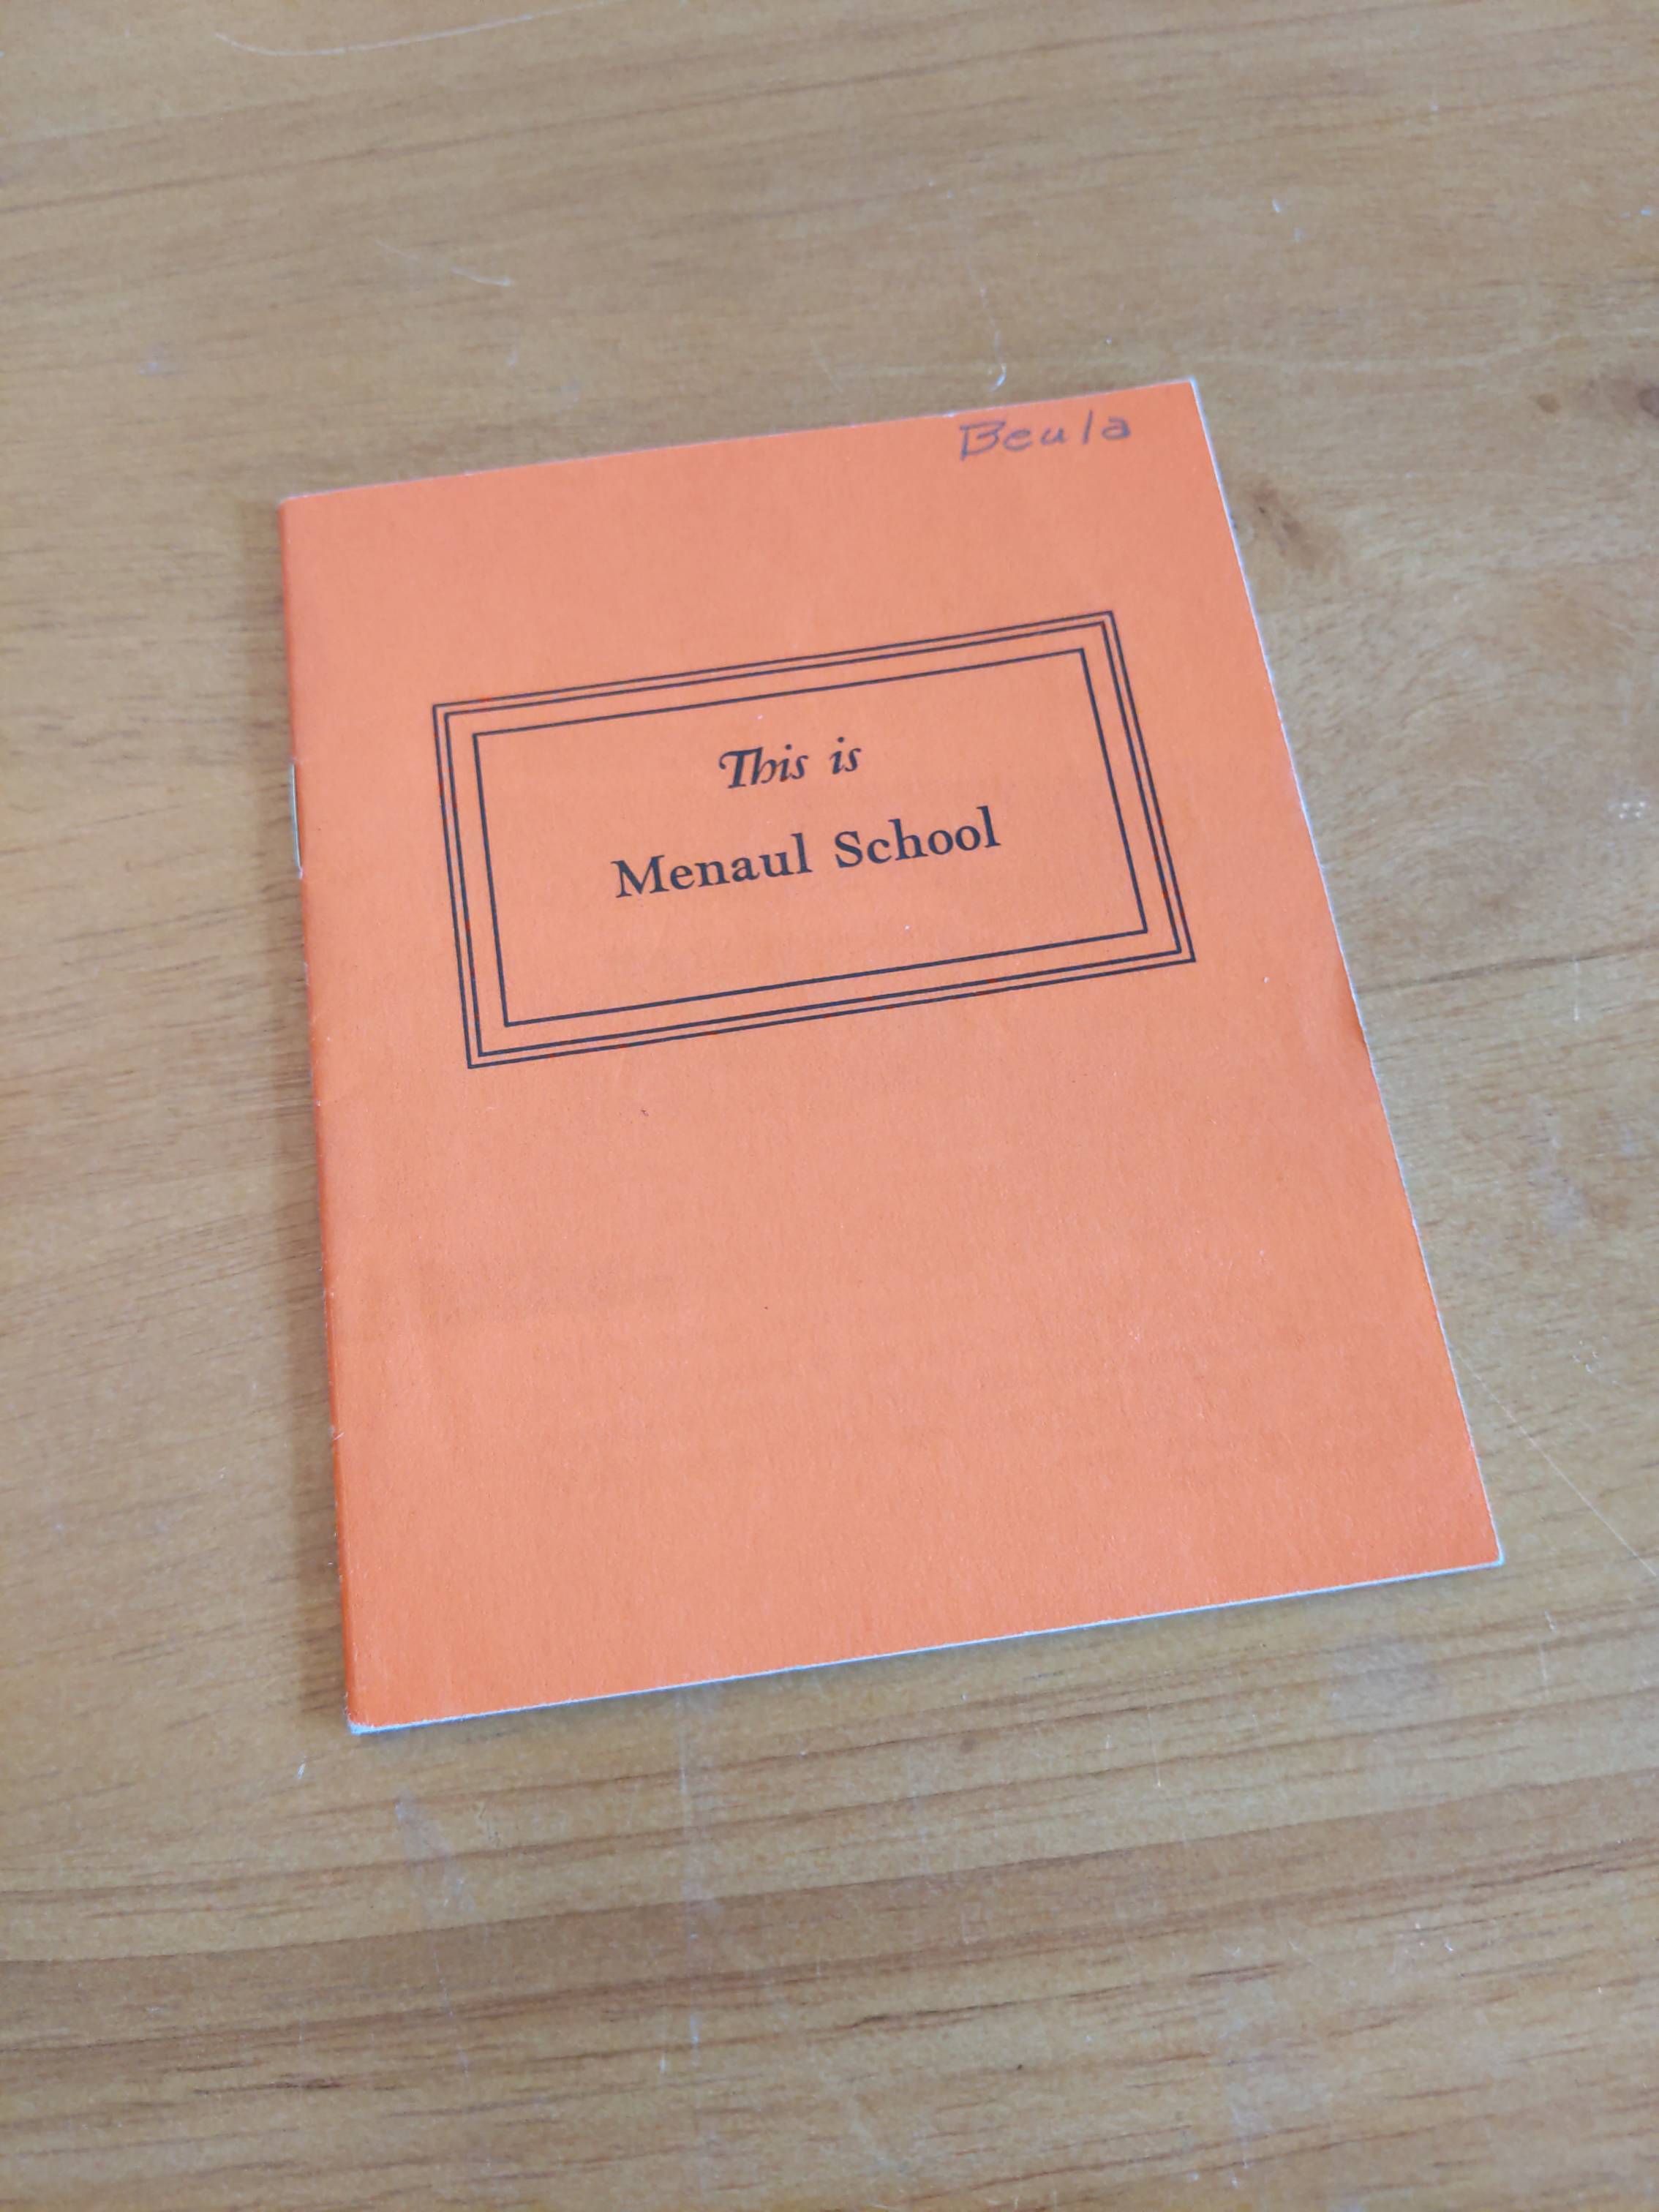 Beula
This is
Menaul School